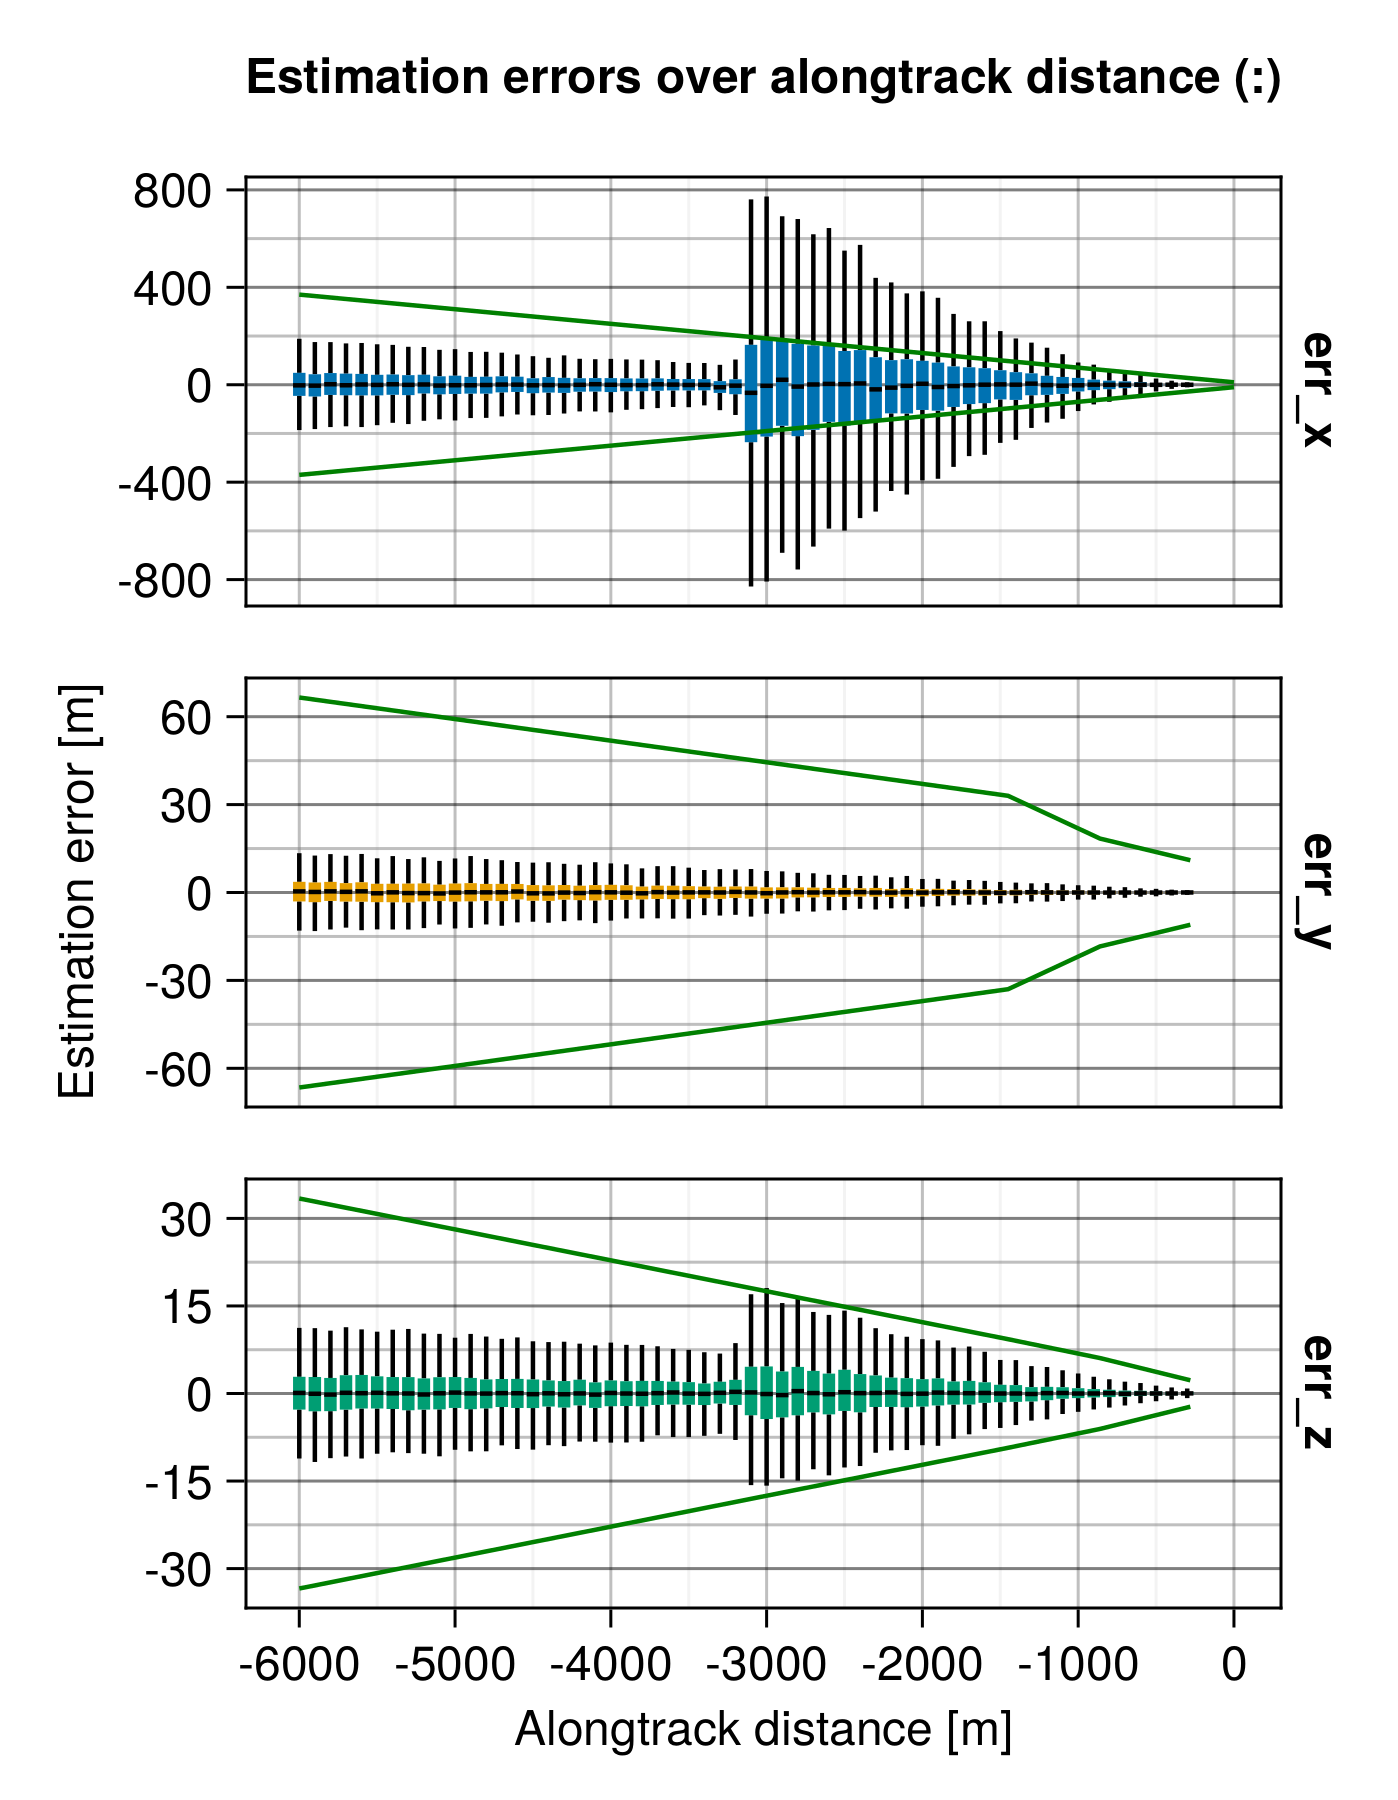 Estimation errors over alongtrack distance (:)
800
400
0
-400
-800
err_x
Estimation error [m]
60
30
0
-30
-60
err_y
30
15
0
-15
-30
err_z
-6000 -5000 -4000 -3000 -2000 -1000 0
Alongtrack distance [m]